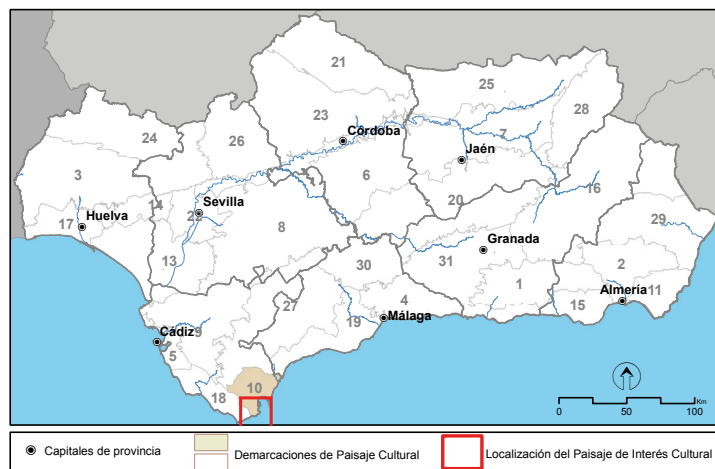 21
25
24
26
23
28
Córdoba
7
3
Jaén
6
16
14
Sevilla
20
17
Huelva
22
8
29
Granada
13
31
30
2
1
Almería
27
4
11
15
19
Málaga
Cádiz
9
5
10
18
Km
0 50 100
Capitales de provincia
Demarcaciones de Paisaje Cultural
Localización del Paisaje de Interés Cultural